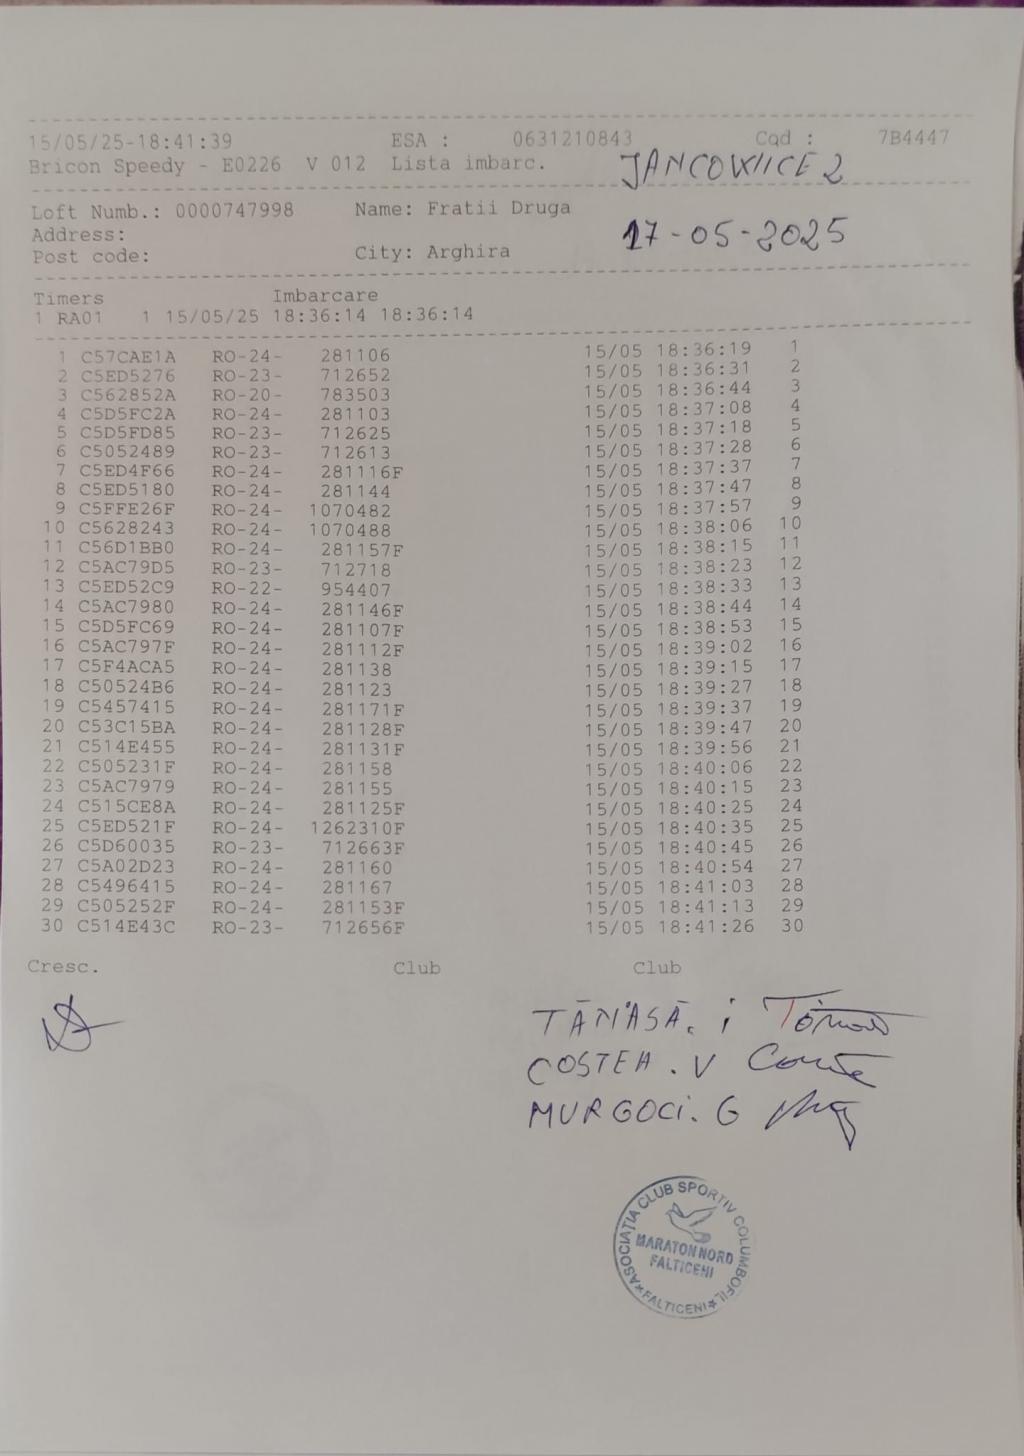 15/05/25-18:41:39 ESA : 0631210843 Cqd : 7B4447
Bricon Speedy - E0226 V 012 Lista imbarc.
JANCOWIICE 2
Loft Numb.: 0000747998 Name: Fratii Druga
Address:
17-05-2025
Post code: City: Arghira
Timers Imbarcare
1 RA01 1 15/05/25 18:36:14 18:36:14
1 C57CAE1A RO-24- 281106 15/05 18:36:19 1
2 C5ED5276 RO-23- 712652 15/05 18:36:31 2
3 C562852A RO-20- 783503 15/05 18:36:44 3
4 C5D5FC2A RO-24- 281103 15/05 18:37:08 4
5 C5D5FD85 RO-23- 712625 15/05 18:37:18 5
6 C5052489 RO-23- 712613 15/05 18:37:28 6
7 C5ED4F66 RO-24- 281116F 15/05 18:37:37 7
8 C5ED5180 RO-24- 281144 15/05 18:37:47 8
9 C5FFE26F RO-24- 1070482 15/05 18:37:57 9
10 C5628243 RO-24- 1070488 15/05 18:38:06 10
11 C56D1BB0 RO-24- 281157F 15/05 18:38:15 11
12 C5AC79D5 RO-23- 712718 15/05 18:38:23 12
13 C5ED52C9 RO-22- 954407 15/05 18:38:33 13
14 C5AC7980 RO-24- 281146F 15/05 18:38:44 14
15 C5D5FC69 RO-24- 281107F 15/05 18:38:53 15
16 C5AC797F RO-24- 281112F 15/05 18:39:02 16
17 C5F4ACA5 RO-24- 281138 15/05 18:39:15 17
18 C50524B6 RO-24- 281123 15/05 18:39:27 18
19 C5457415 RO-24- 281171F 15/05 18:39:37 19
20 C53C15BA RO-24- 281128F 15/05 18:39:47 20
21 C514E455 RO-24- 281131F 15/05 18:39:56 21
22 C505231F RO-24- 281158 15/05 18:40:06 22
23 C5AC7979 RO-24- 281155 15/05 18:40:15 23
24 C515CE8A RO-24- 281125F 15/05 18:40:25 24
25 C5ED521F RO-24- 1262310F 15/05 18:40:35 25
26 C5D60035 RO-23- 712663F 15/05 18:40:45 26
27 C5A02D23 RO-24- 281160 15/05 18:40:54 27
28 C5496415 RO-24- 281167 15/05 18:41:03 28
29 C505252F RO-24- 281153F 15/05 18:41:13 29
30 C514E43C RO-23- 712656F 15/05 18:41:26 30
Cresc. Club Club
TĂNASĂ. i
COSTEA. V
MURGOCI. G
ASOCIATIA CLUB SPORTIV COLUMBOFIL
MARATON NORD
FALTICENI
FALTICENI